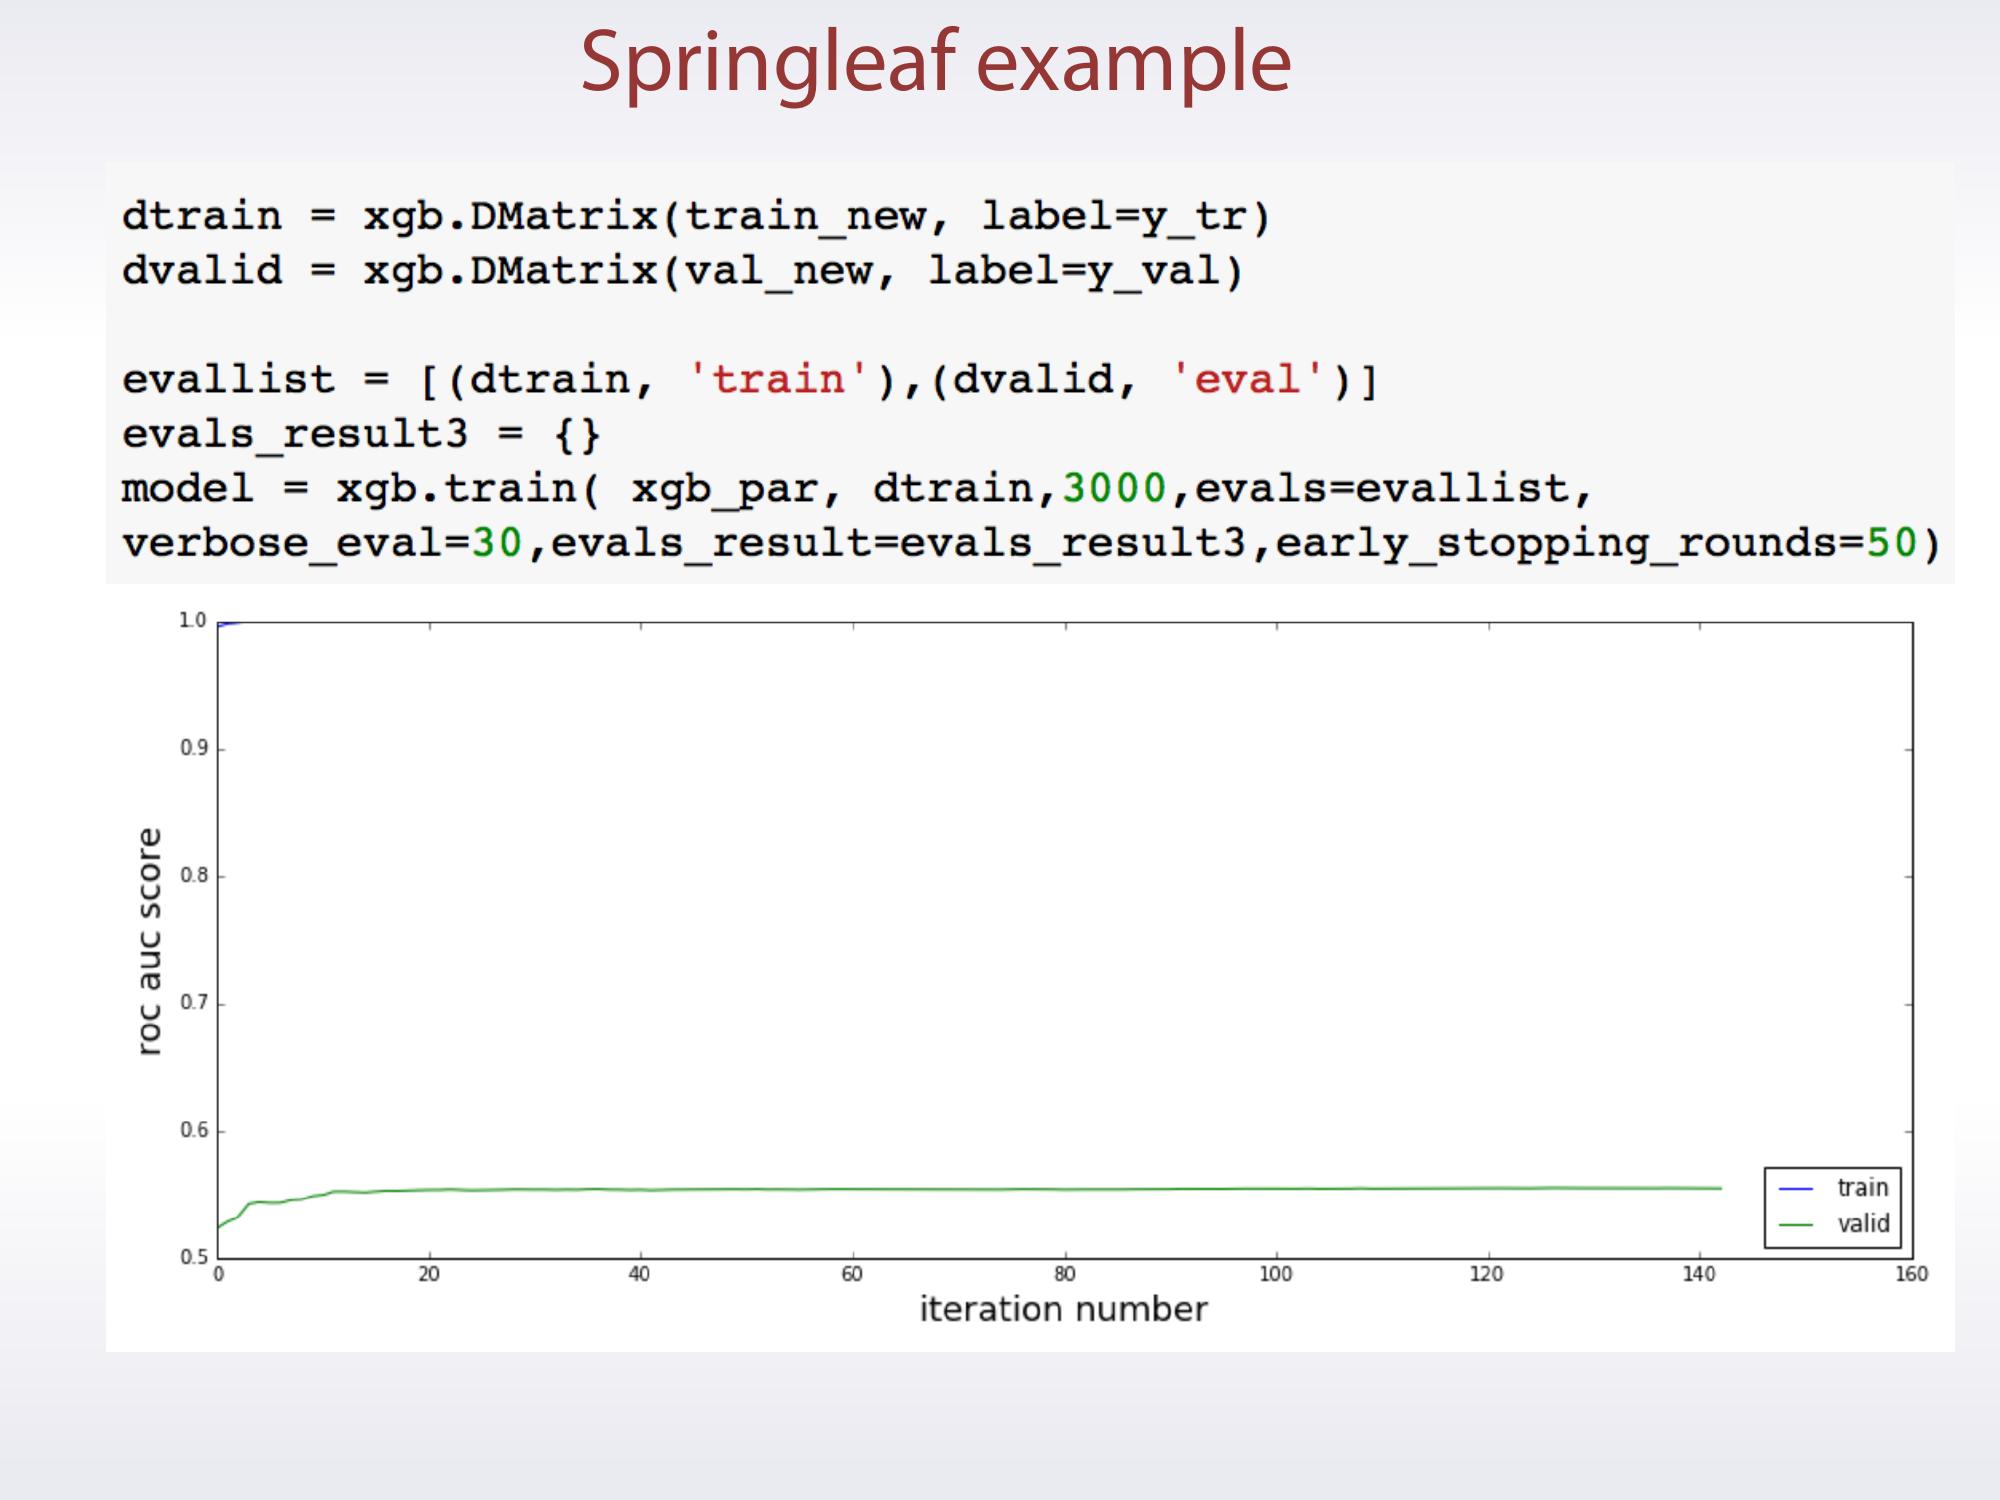 Springleaf example
dtrain = xgb.DMatrix(train_new, label=y_tr)
dvalid = xgb.DMatrix(val_new, label=y_val)
evallist = [(dtrain, 'train'),(dvalid, 'eval')]
evals_result3 = {}
model = xgb.train( xgb_par, dtrain,3000,evals=evallist,
verbose_eval=30,evals_result=evals_result3,early_stopping_rounds=50)
1.0
0.9
0.8
0.7
0.6
0.5
roc auc score
0 20 40 60 80 100 120 140 160
iteration number
train
valid